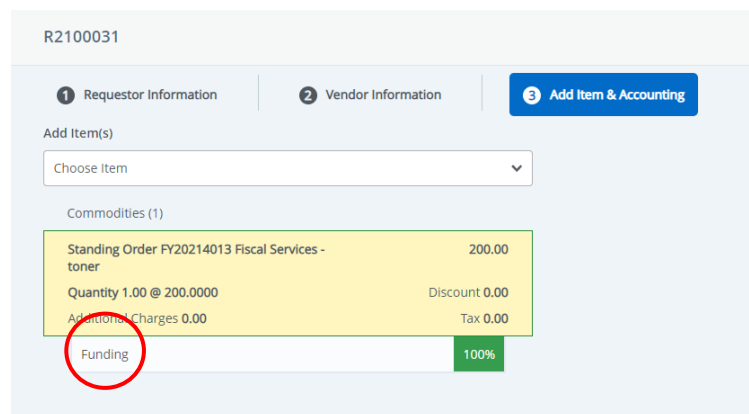 R2100031
1 Requestor Information 2 Vendor Information 3 Add Item & Accounting
Add Item(s)
Choose Item
Commodities (1)
Standing Order FY20214013 Fiscal Services - 200.00
toner
Quantity 1.00 @ 200.0000 Discount 0.00
Additional Charges 0.00 Tax 0.00
Funding 100%